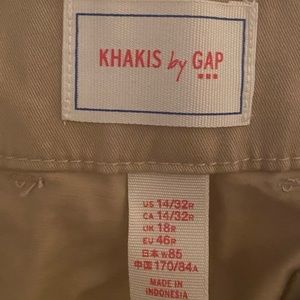 KHAKIS by GAP
US 14/32R
CA 14/32R
UK 18R
EU 46R
日本 W85
中国 170/84A
MADE IN
INDONESIA